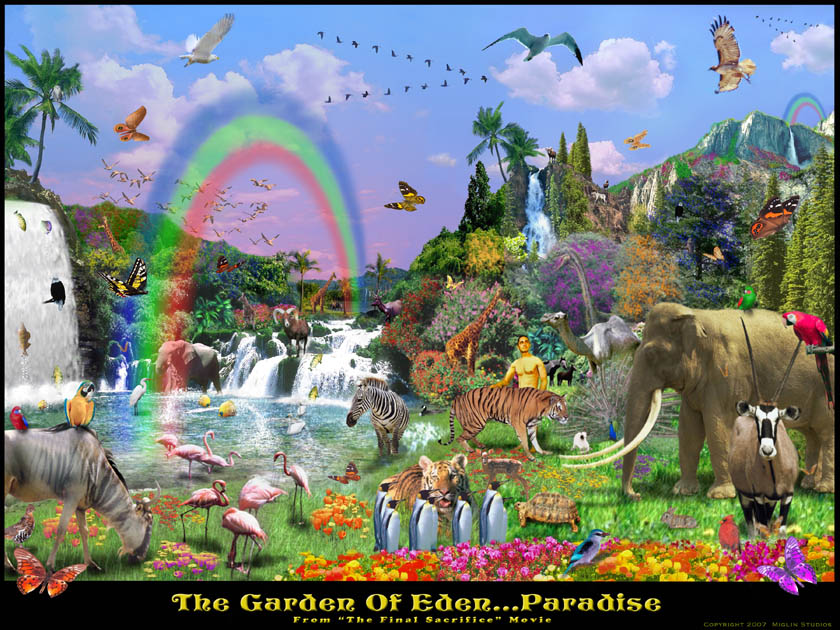 The Garden Of Eden...Paradise
From "The Final Sacrifice" Movie
Copyright 2007 Miglin Studios